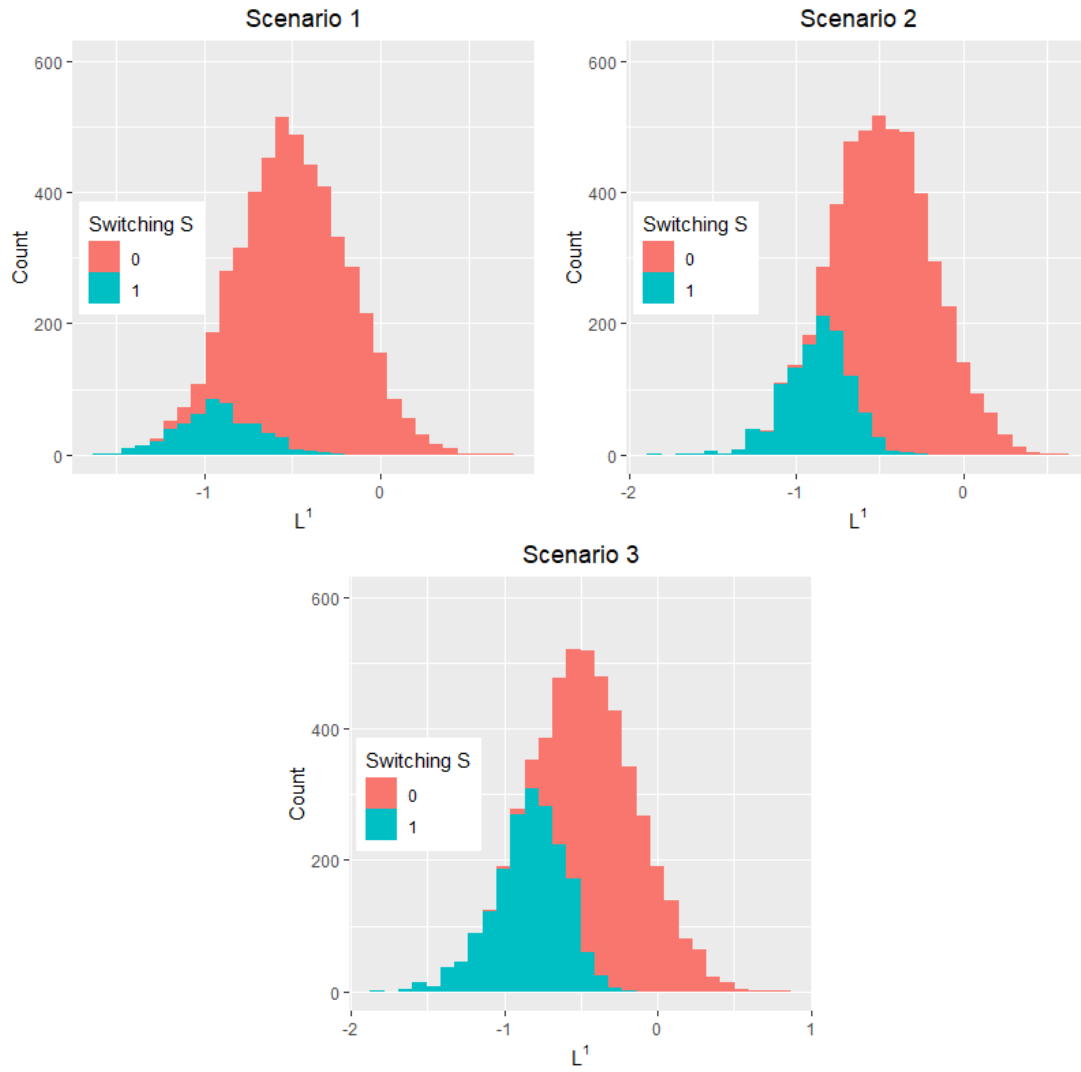 Scenario 1
600
400
200
0
Count
Switching S
0
1
-1
0
L¹
Scenario 2
600
400
200
0
Count
Switching S
0
1
-2
-1
0
L¹
Scenario 3
600
400
200
0
Count
Switching S
0
1
-2
-1
0
1
L¹